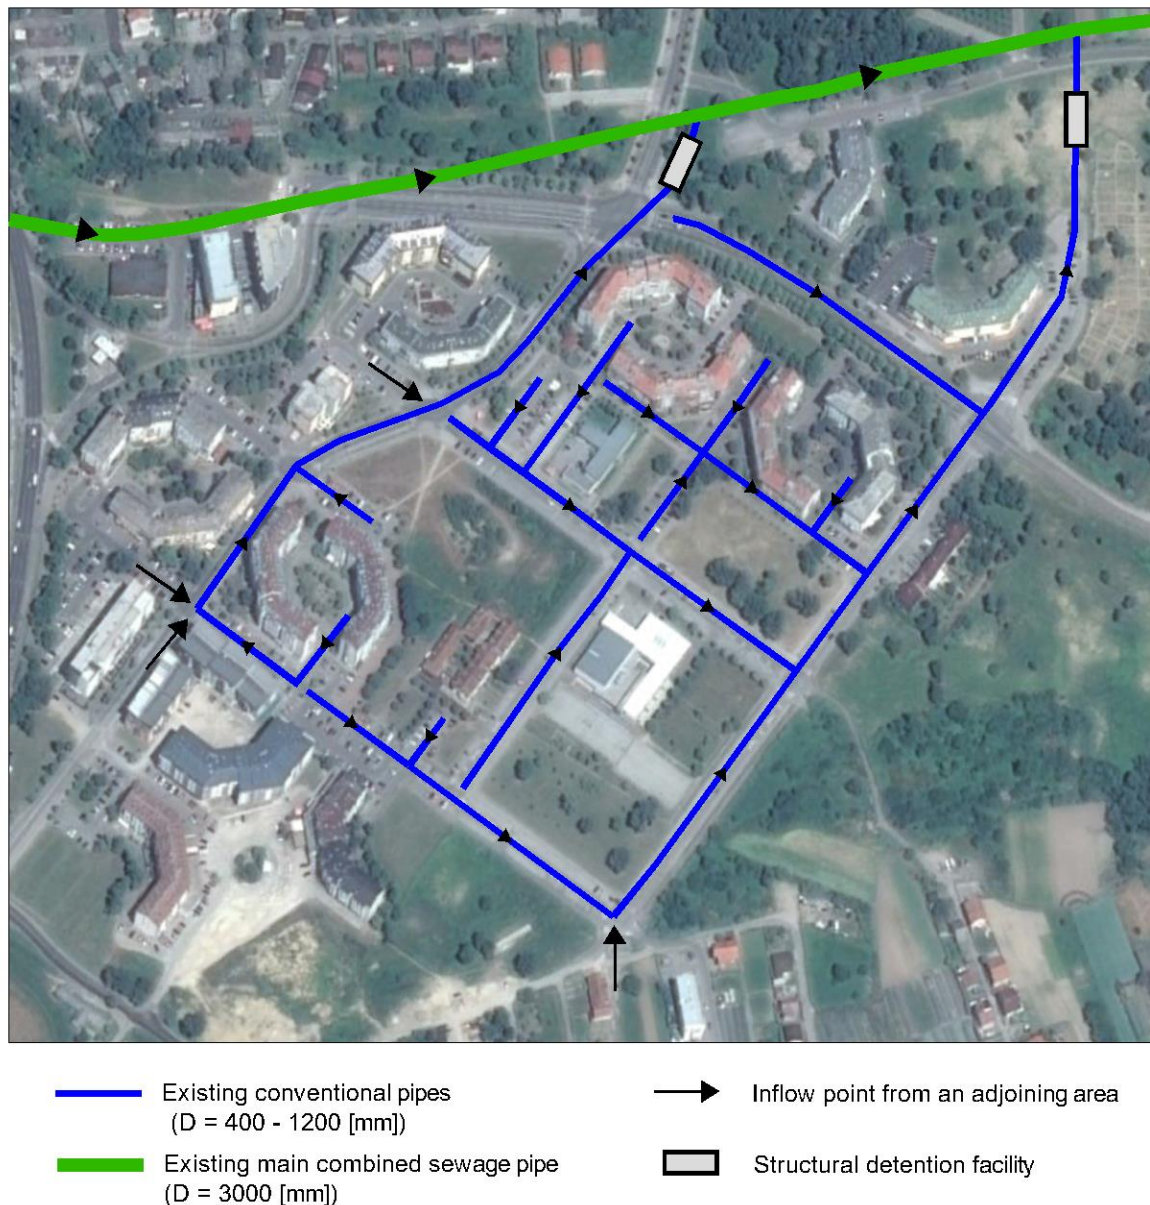 Existing conventional pipes
(D = 400 - 1200 [mm])
Existing main combined sewage pipe
(D = 3000 [mm])
Inflow point from an adjoining area
Structural detention facility